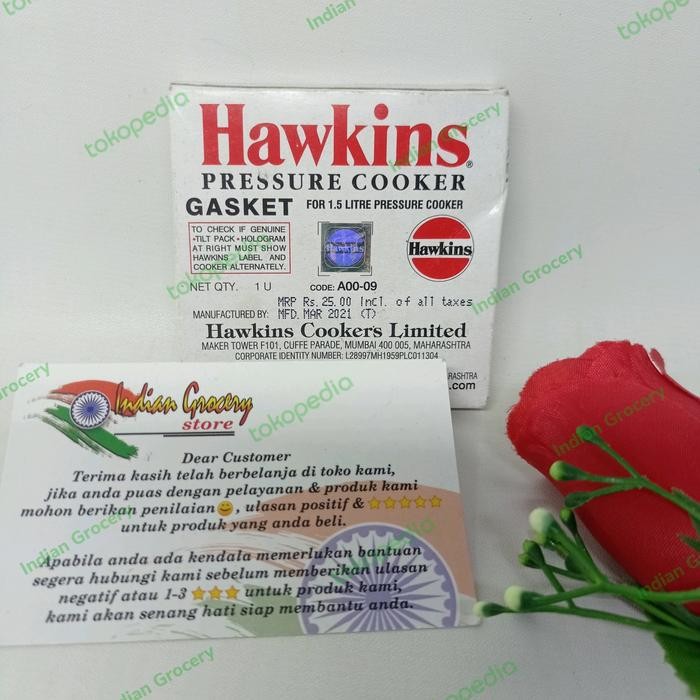 Hawkins®
PRESSURE COOKER
GASKET FOR 1.5 LITRE PRESSURE COOKER
TO CHECK IF GENUINE
•TILT PACK•HOLOGRAM
AT RIGHT MUST SHOW
HAWKINS LABEL AND
COOKER ALTERNATELY.
Hawkins
Hawkins
NET QTY. 1 U
CODE: A00-09
MRP Rs.25.00 Incl. of all taxes
MANUFACTURED BY: MFD. MAR 2021 (T)
Hawkins Cookers Limited
MAKER TOWER F101, CUFFE PARADE, MUMBAI 400 005, MAHARASHTRA
CORPORATE IDENTITY NUMBER: L28997MH1959PLC011304
.com
Indian Grocery
store
Dear Customer
Terima kasih telah berbelanja di toko kami,
jika anda puas dengan pelayanan & produk kami
mohon berikan penilaian😊, ulasan positif &⭐⭐⭐⭐⭐
untuk produk yang anda beli.
Apabila anda ada kendala memerlukan bantuan
segera hubungi kami sebelum memberikan ulasan
negatif atau 1-3 ⭐⭐⭐ untuk produk kami,
kami akan senang hati siap membantu anda.
tokopedia
Indian Grocery